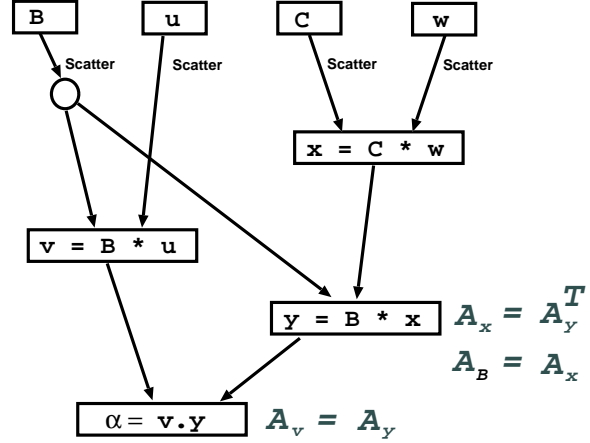 B
u
C
w
Scatter
Scatter
Scatter
Scatter
x = C * w
v = B * u
y = B * x
A_x = A_y^T
A_B = A_x
α = v.y
A_v = A_y